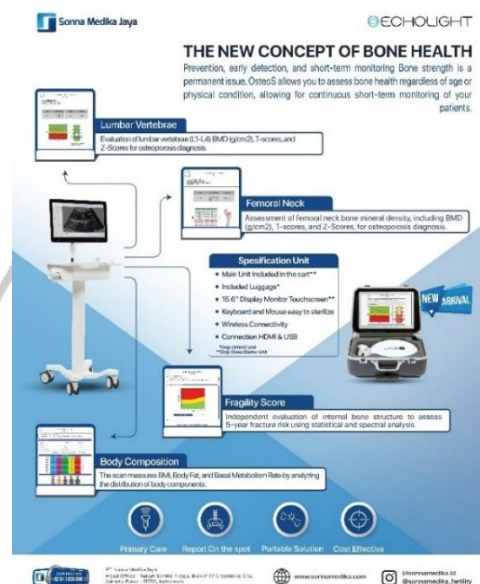 Sonna Medika Jaya
ECHOLIGHT
THE NEW CONCEPT OF BONE HEALTH
Prevention, early detection, and short-term monitoring Bone strength is a
permanent issue. OsteoS allows you to assess bone health regardless of age or
physical condition, allowing for continuous short-term monitoring of your
patients.
Lumbar Vertebrae
Evaluation of lumbar vertebrae (L1-L4) BMD (g/cm2), T-scores, and
Z-Scores for osteoporosis diagnosis.
Femoral Neck
Assessment of femoral neck bone mineral density, including BMD
(g/cm2), T-scores, and Z-Scores, for osteoporosis diagnosis.
Spesification Unit
Main Unit Included in the cart**
Included Luggage*
15.6" Display Monitor Touchscreen**
Keyboard and Mouse easy to sterilize
Wireless Connectivity
Connection HDMI & USB
NEW ARRIVAL
Fragility Score
Independent evaluation of internal bone structure to assess
5-year fracture risk using statistical and spectral analysis.
Body Composition
The scan measures BMI, Body Fat, and Basal Metabolism Rate by analyzing
the distribution of body components.
Primary Care
Report On the spot
Portable Solution
Cost Effective
PT Sonna Medika Jaya
www.sonnamedika.com
@sonnamedika.id
@sonnamedika_fertility